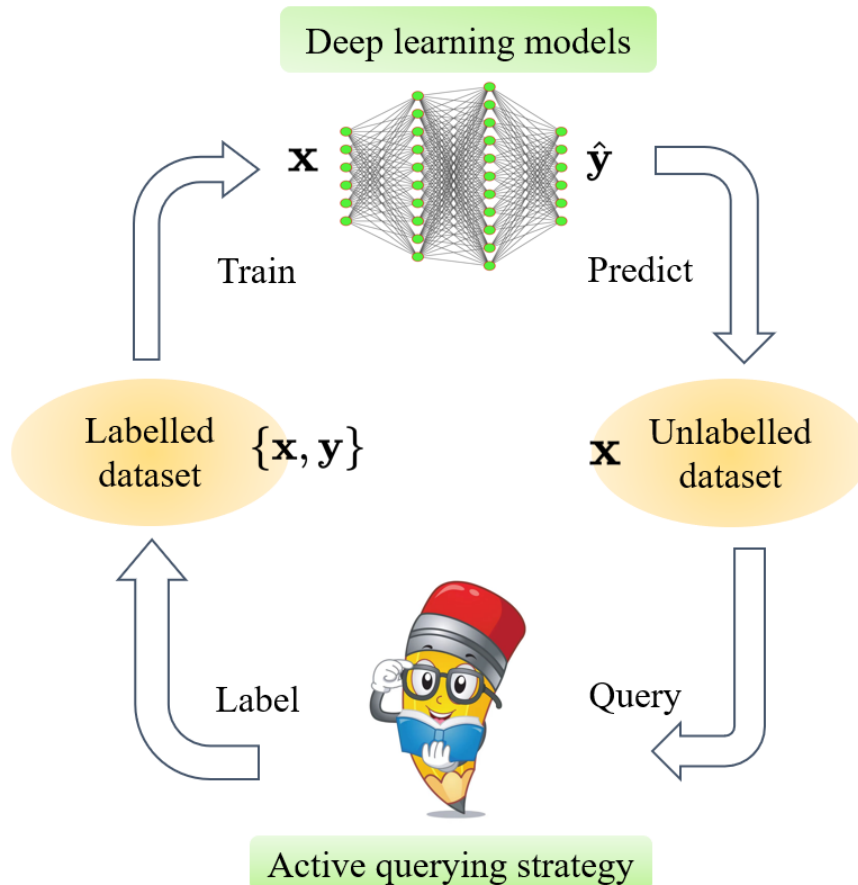 Deep learning models
x
ŷ
Train
Predict
Labelled
dataset
{x, y}
x
Unlabelled
dataset
Label
Query
Active querying strategy